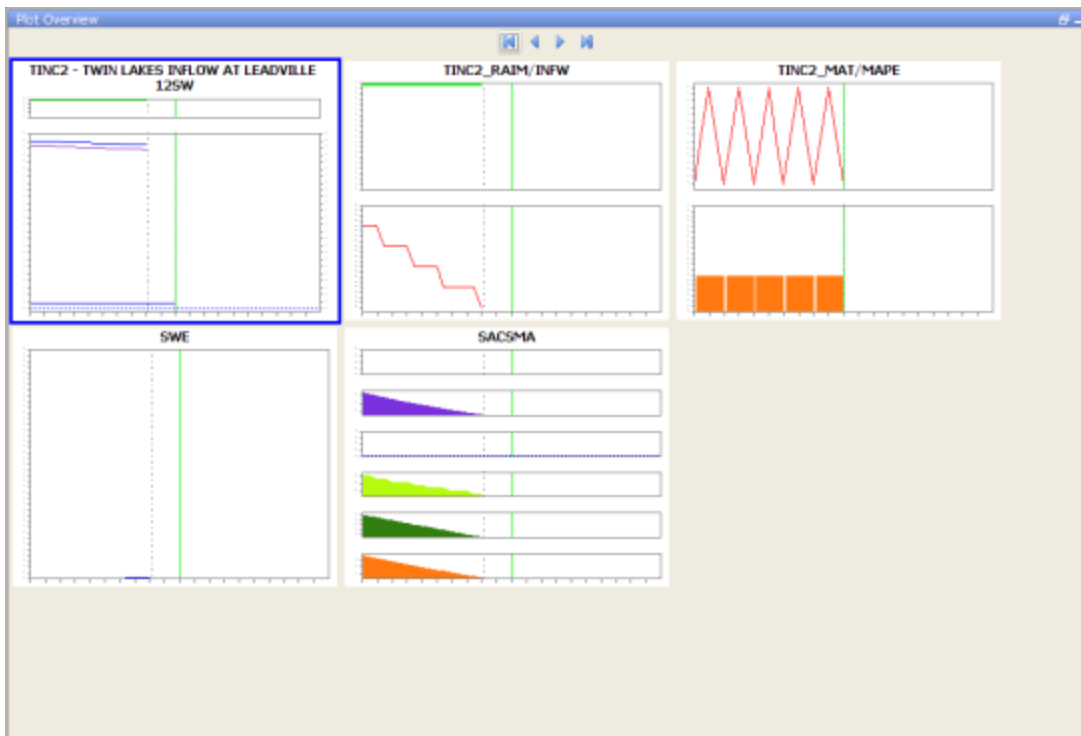 Plot Overview
TINC2 - TWIN LAKES INFLOW AT LEADVILLE
12SW
TINC2_RAIM/INFW
TINC2_MAT/MAPE
SWE
SACSMA